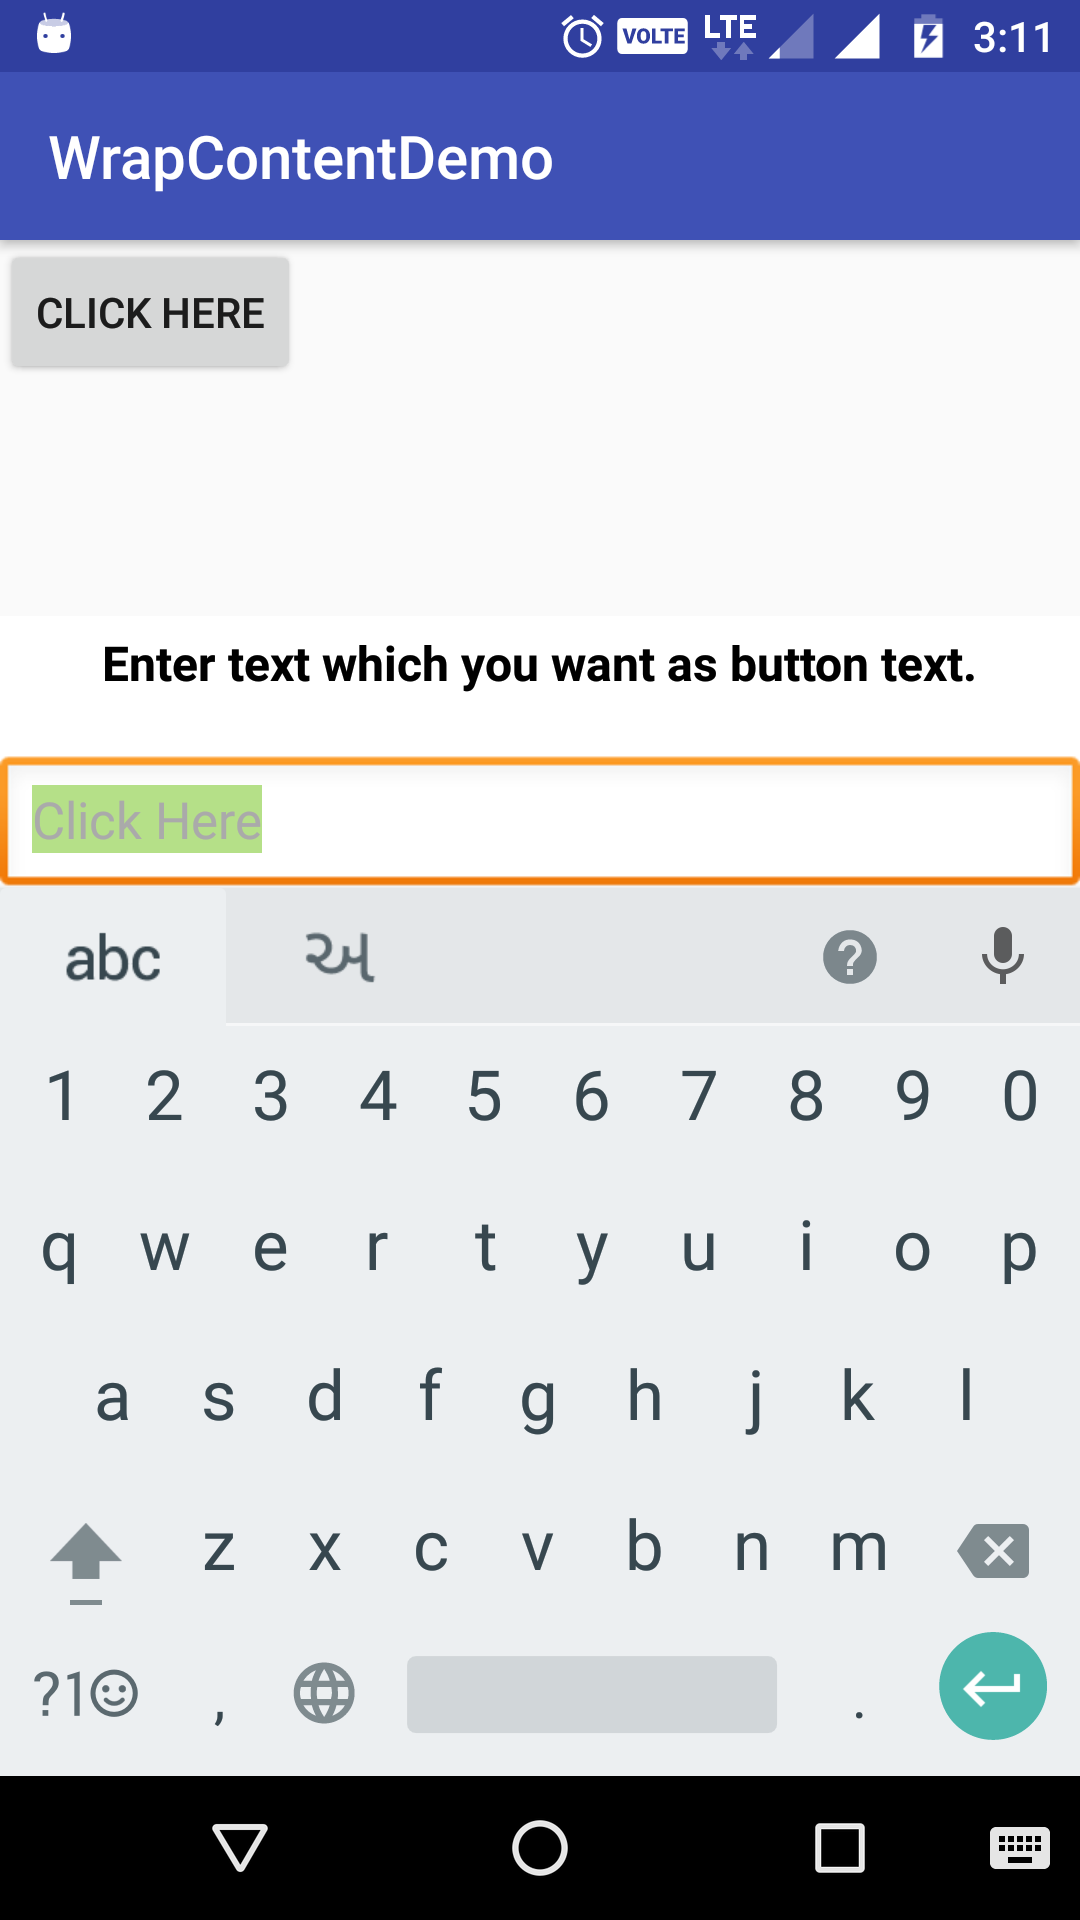 VOLTE LTE 3:11
WrapContentDemo
CLICK HERE
Enter text which you want as button text.
Click Here
abc અ ?
1 2 3 4 5 6 7 8 9 0
q w e r t y u i o p
a s d f g h j k l
z x c v b n m
?1☺ , .